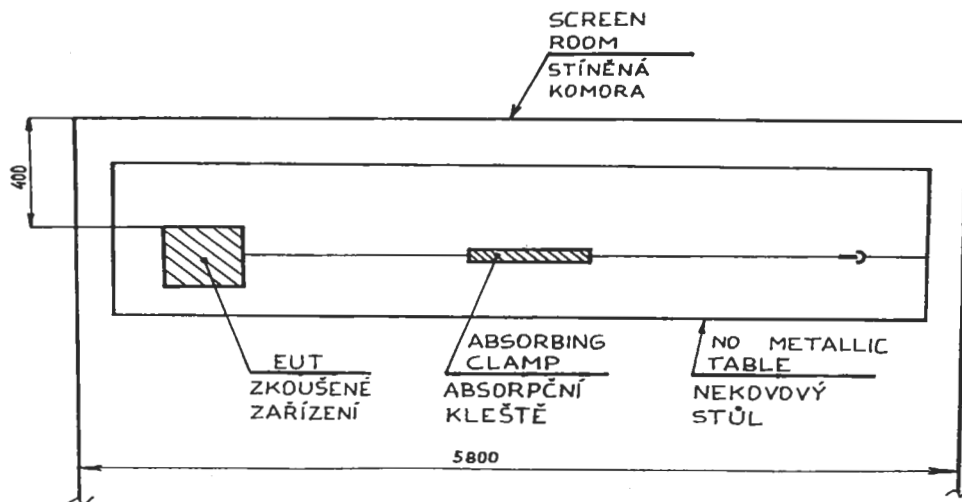 SCREEN
ROOM
STÍNĚNÁ
KOMORA
400
EUT
ZKOUŠENÉ
ZAŘÍZENÍ
ABSORBING
CLAMP
ABSORPČNÍ
KLEŠTĚ
NO METALLIC
TABLE
NEKOVOVÝ
STŮL
5800